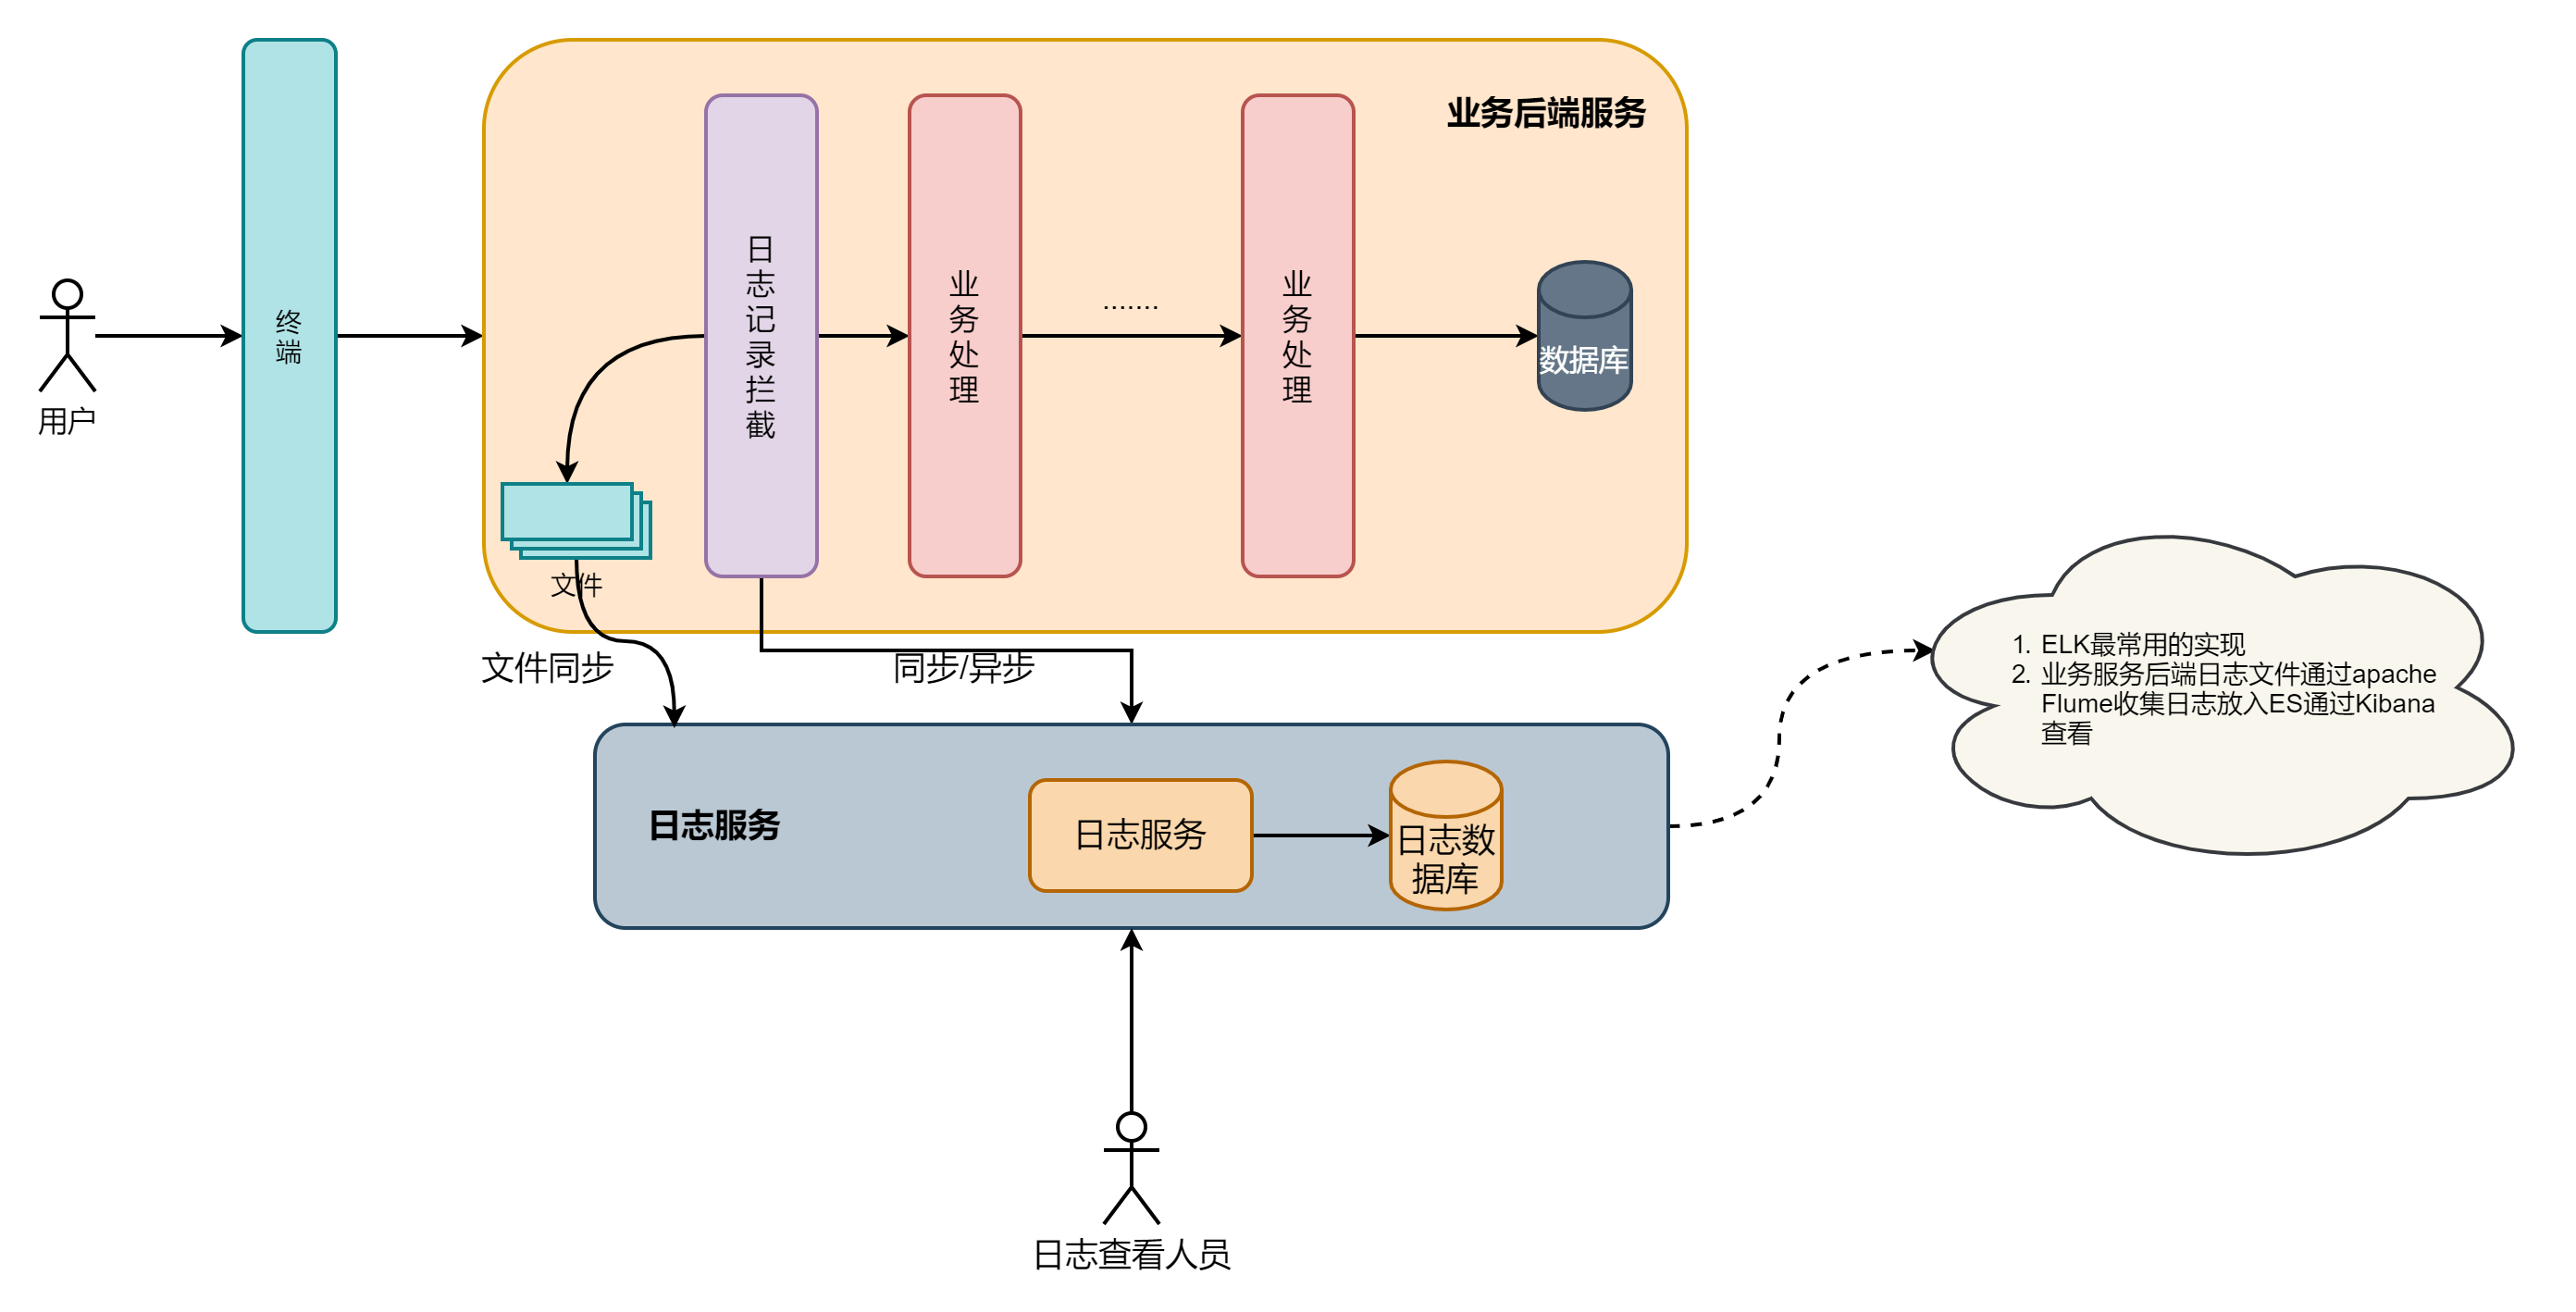 业务后端服务
用户
终
端
日
志
记
录
拦
截
业
务
处
理
.......
业
务
处
理
数据库
文件
文件同步
同步/异步
1. ELK最常用的实现
2. 业务服务后端日志文件通过apache
Flume收集日志放入ES通过Kibana
查看
日志服务
日志服务
日志数
据库
日志查看人员